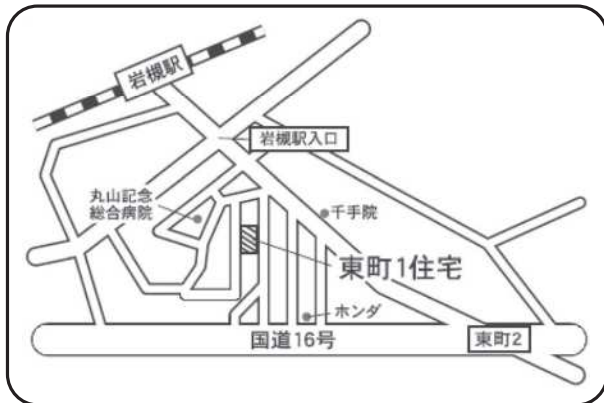 岩槻駅
岩槻駅入口
丸山記念
総合病院
千手院
東町1住宅
ホンダ
国道16号
東町2